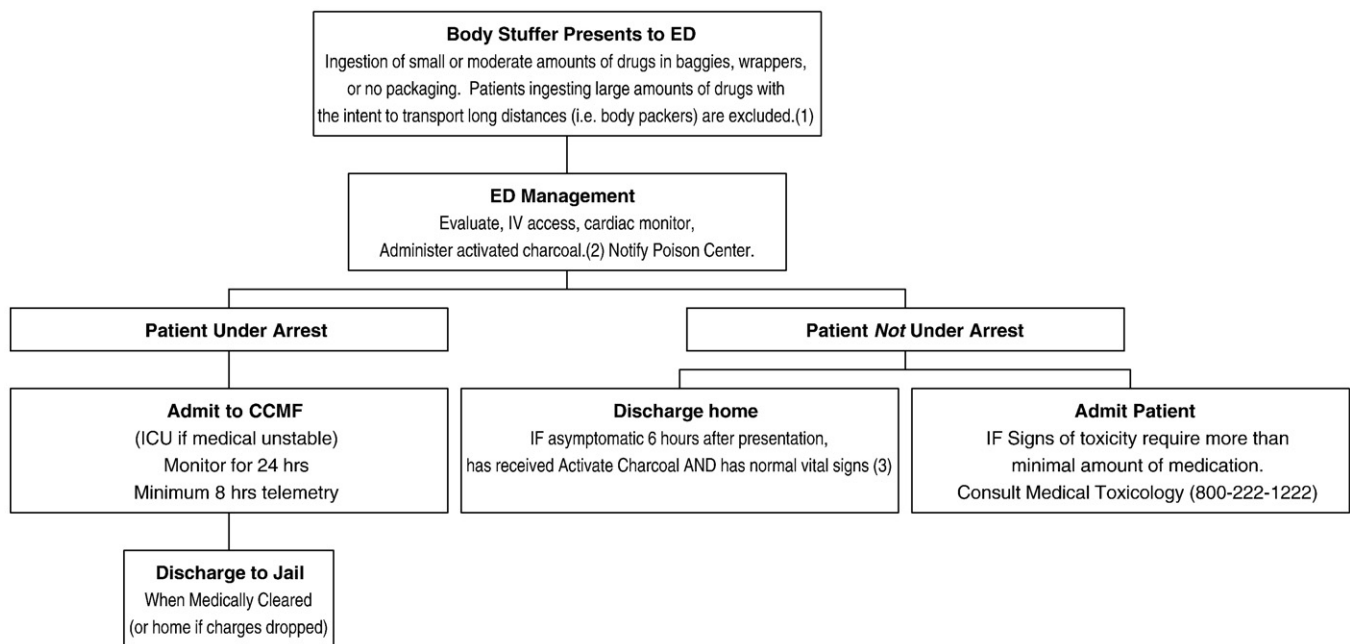 Body Stuffer Presents to ED
Ingestion of small or moderate amounts of drugs in baggies, wrappers,
or no packaging. Patients ingesting large amounts of drugs with
the intent to transport long distances (i.e. body packers) are excluded.(1)
ED Management
Evaluate, IV access, cardiac monitor,
Administer activated charcoal.(2) Notify Poison Center.
Patient Under Arrest
Patient Not Under Arrest
Admit to CCMF
(ICU if medical unstable)
Monitor for 24 hrs
Minimum 8 hrs telemetry
Discharge home
IF asymptomatic 6 hours after presentation,
has received Activate Charcoal AND has normal vital signs (3)
Admit Patient
IF Signs of toxicity require more than
minimal amount of medication.
Consult Medical Toxicology (800-222-1222)
Discharge to Jail
When Medically Cleared
(or home if charges dropped)